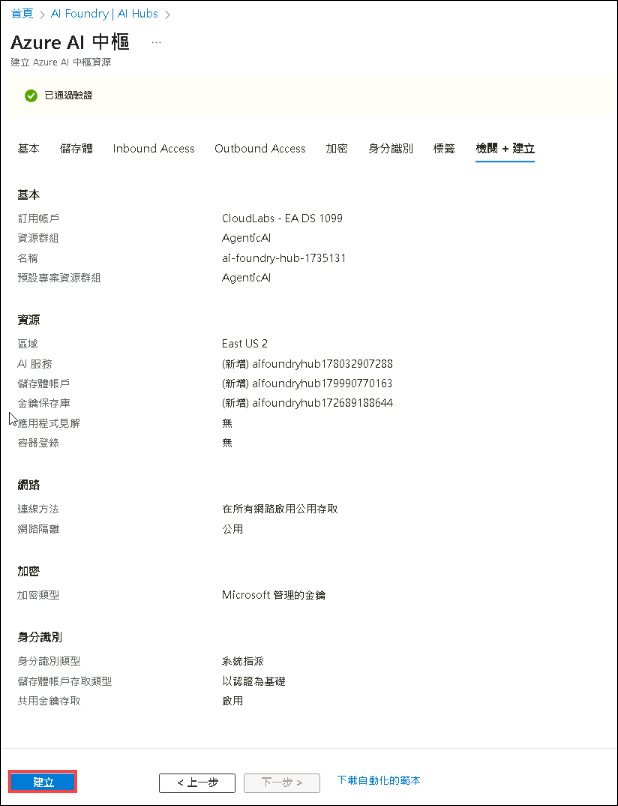 首頁 > AI Foundry | AI Hubs >
Azure AI 中樞 ...
建立 Azure AI 中樞資源
已通過驗證
基本 儲存體 Inbound Access Outbound Access 加密 身分識別 標籤 檢閱 + 建立
基本
訂用帳戶 CloudLabs - EA DS 1099
資源群組 AgenticAI
名稱 ai-foundry-hub-1735131
預設專案資源群組 AgenticAI
資源
區域 East US 2
AI 服務 (新增) aifoundryhub178032907288
儲存體帳戶 (新增) aifoundryhub179990770163
金鑰保存庫 (新增) aifoundryhub172689188644
應用程式見解 無
容器登錄 無
網路
連線方法 在所有網路啟用公用存取
網路隔離 公用
加密
加密類型 Microsoft 管理的金鑰
身分識別
身分識別類型 系統指派
儲存體帳戶存取類型 以認證為基礎
共用金鑰存取 啟用
建立 < 上一步 下一步 > 下載自動化的範本